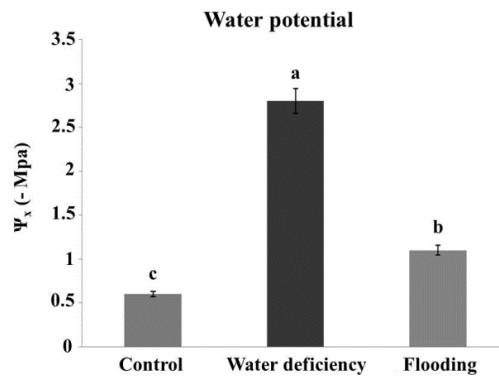 Water potential
Ψx (- Mpa)
3.5
3
2.5
2
1.5
1
0.5
0
c
a
b
Control
Water deficiency
Flooding